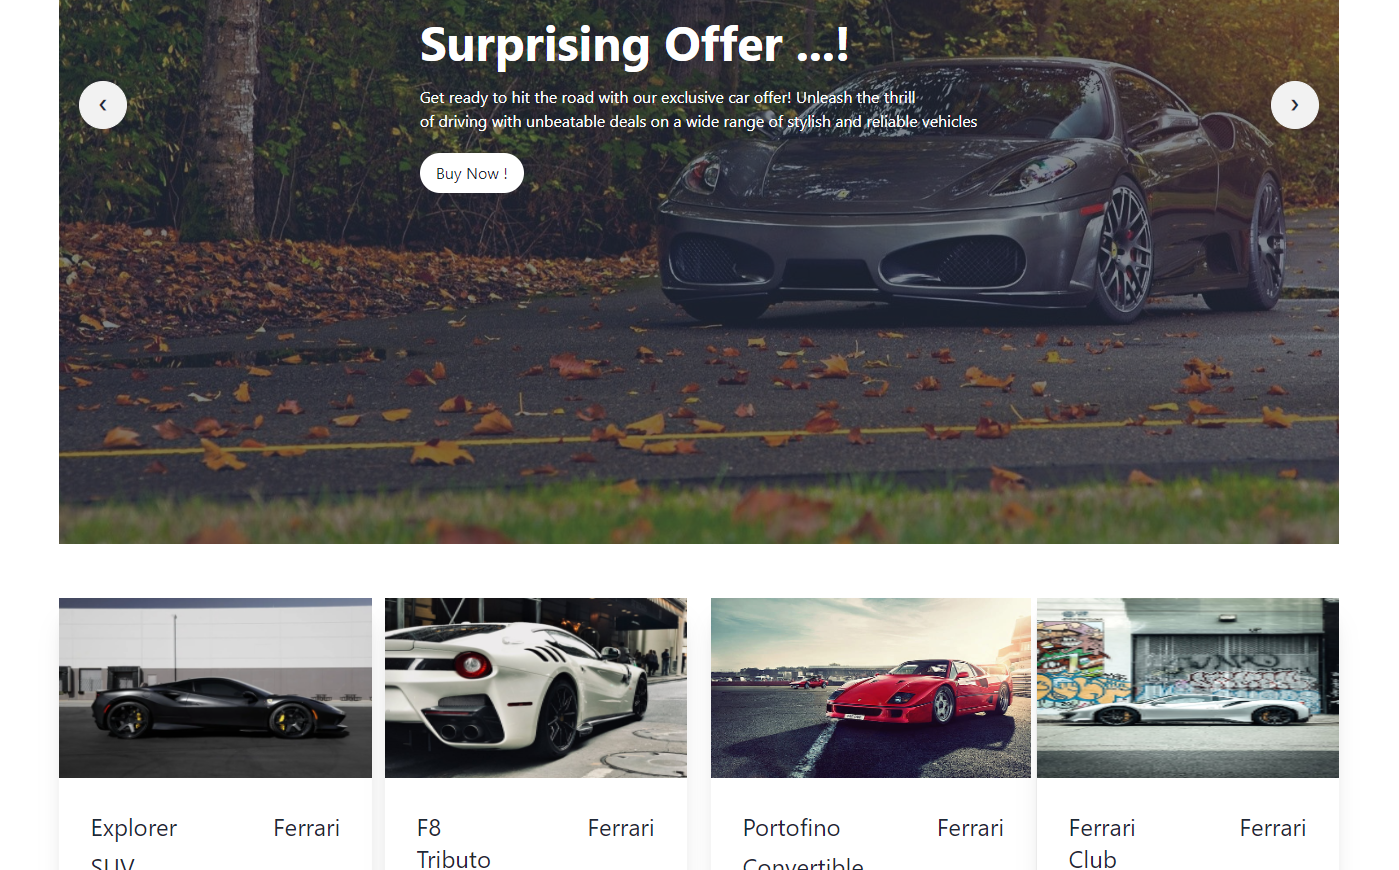 Surprising Offer ...!
Get ready to hit the road with our exclusive car offer! Unleash the thrill
of driving with unbeatable deals on a wide range of stylish and reliable vehicles
‹
›
Buy Now !
Explorer
SUV
Ferrari
F8
Tributo
Ferrari
Portofino
Convertible
Ferrari
Ferrari
Club
Ferrari